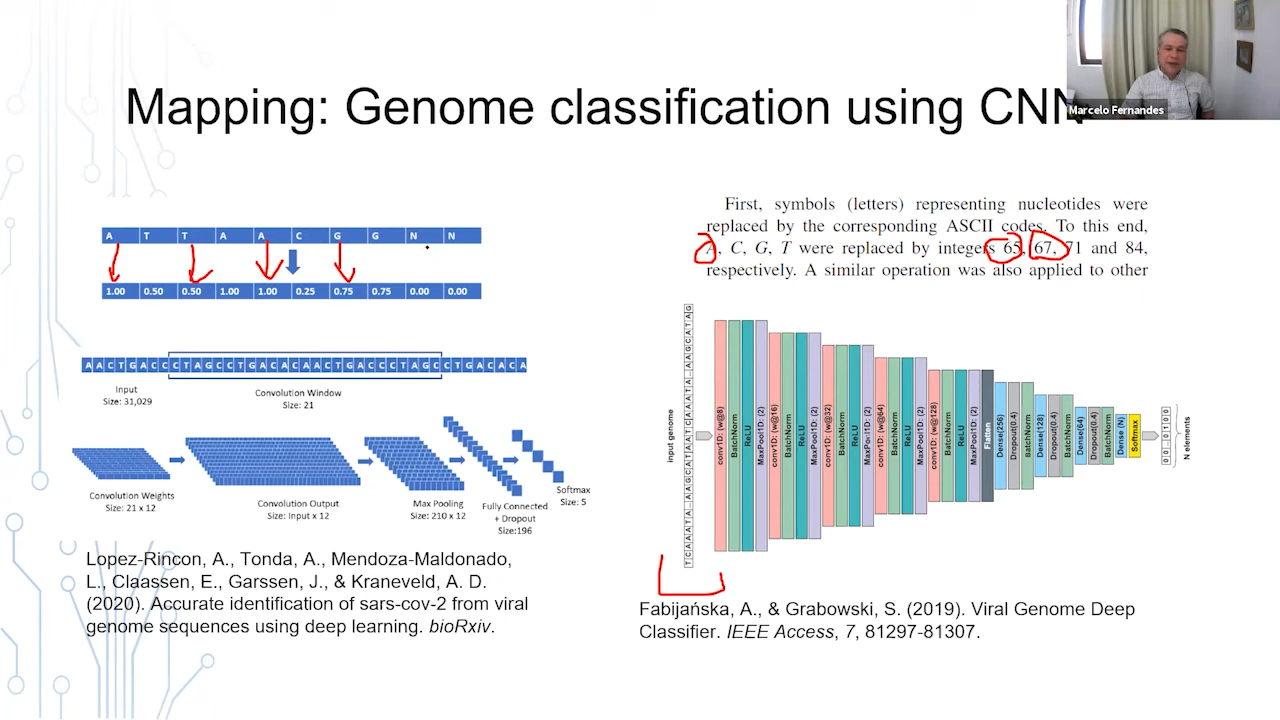 Mapping: Genome classification using CNN
Marcelo Fernandes
A T T A A C G G N N
1.00 0.50 0.50 1.00 1.00 0.25 0.75 0.75 0.00 0.00
AACTGACCCTAGCCTGACACAACTGACCCTAGCCTGACACA
Input
Size: 31,029
Convolution Window
Size: 21
Convolution Weights
Size: 21 x 12
Convolution Output
Size: Input x 12
Max Pooling
Size: 210 x 12
Fully Connected
+ Dropout
Size:196
Softmax
Size: 5
Lopez-Rincon, A., Tonda, A., Mendoza-Maldonado,
L., Claassen, E., Garssen, J., & Kraneveld, A. D.
(2020). Accurate identification of sars-cov-2 from viral
genome sequences using deep learning. bioRxiv.
First, symbols (letters) representing nucleotides were
replaced by the corresponding ASCII codes. To this end,
A, C, G, T were replaced by integers 65, 67, 71 and 84,
respectively. A similar operation was also applied to other
input genome
TCAAATA...AAGCATAATCAAATA...AAGCATAG
conv1D: (w@8)
BatchNorm
ReLU
MaxPool1D: (2)
conv1D: (w@16)
BatchNorm
ReLU
MaxPool1D: (2)
conv1D: (w@32)
BatchNorm
ReLU
MaxPool1D: (2)
conv1D: (w@64)
BatchNorm
ReLU
MaxPool1D: (2)
conv1D: (w@128)
BatchNorm
ReLU
MaxPool1D: (2)
Flatten
Dense(256)
Dropout(0.4)
BatchNorm
Dense(128)
Dropout(0.4)
BatchNorm
Dense(64)
Dropout(0.4)
BatchNorm
Dense (N)
Softmax
00...0100
N elements
Fabijańska, A., & Grabowski, S. (2019). Viral Genome Deep
Classifier. IEEE Access, 7, 81297-81307.